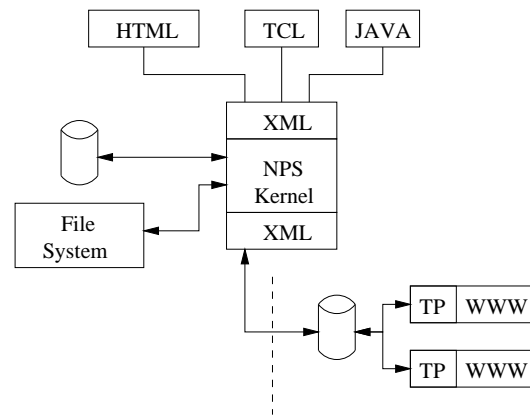 HTML
TCL
JAVA
XML
NPS
Kernel
XML
File
System
TP WWW
TP WWW